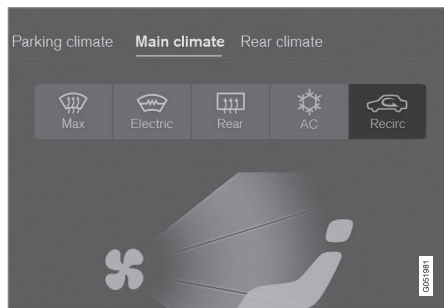 Parking climate Main climate Rear climate
Max Electric Rear AC Recirc
G051981